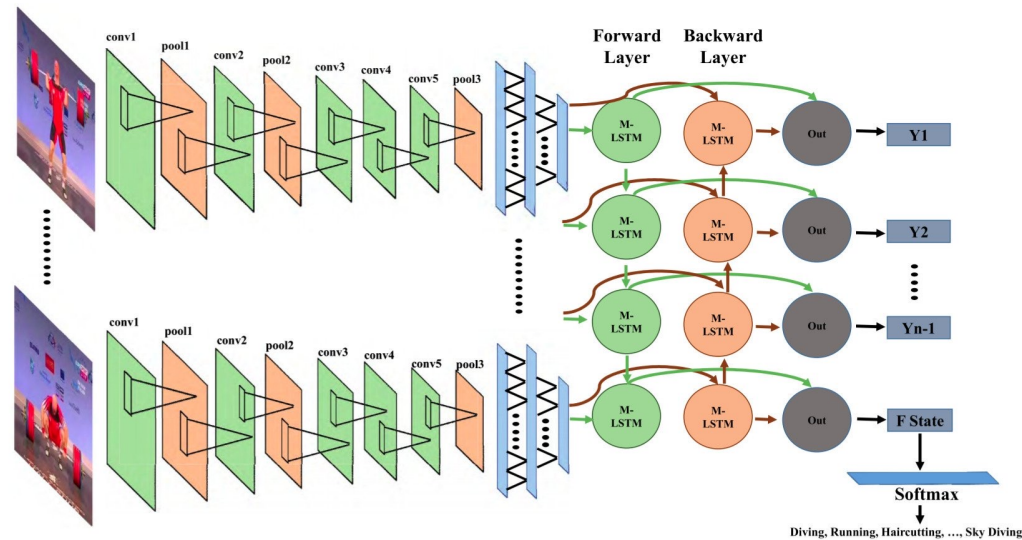 conv1
pool1
conv2
pool2
conv3
conv4
conv5
pool3
Forward
Layer
Backward
Layer
M-
LSTM
M-
LSTM
Out
Y1
M-
LSTM
M-
LSTM
Out
Y2
M-
LSTM
M-
LSTM
Out
Yn-1
conv1
pool1
conv2
pool2
conv3
conv4
conv5
pool3
M-
LSTM
M-
LSTM
Out
F State
Softmax
Diving, Running, Haircutting, …, Sky Diving